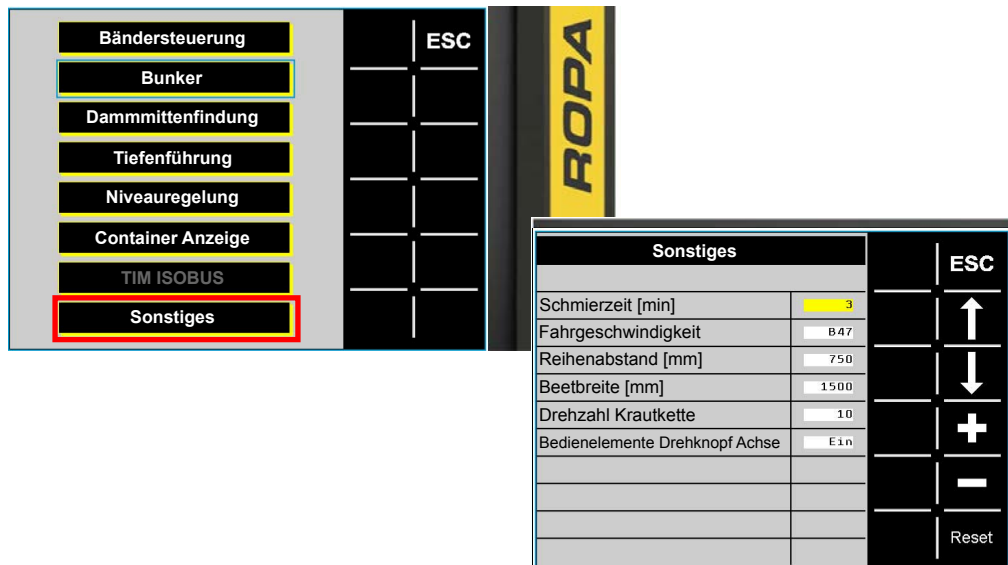 Bändersteuerung
ESC
Bunker
Dammmittenfindung
Tiefenführung
Niveauregelung
Container Anzeige
TIM ISOBUS
Sonstiges
ROPA
Sonstiges
ESC
Schmierzeit [min] 3
Fahrgeschwindigkeit B47
Reihenabstand [mm] 750
Beetbreite [mm] 1500
Drehzahl Krautkette 10
Bedienelemente Drehknopf Achse Ein
Reset